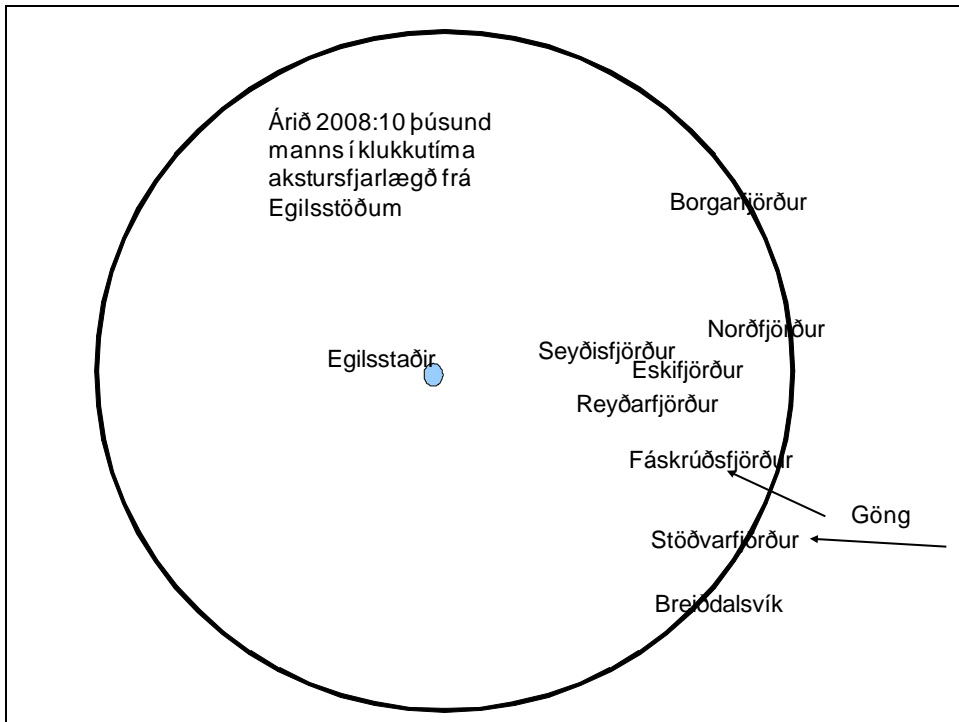 Árið 2008:10 þúsund
manns í klukkutíma
akstursfjarlægð frá
Egilsstöðum
Borgarfjörður
Norðfjörður
Seyðisfjörður
Egilsstaðir
Eskifjörður
Reyðarfjörður
Fáskrúðsfjörður
Göng
Stöðvarfjörður
Breiðdalsvík